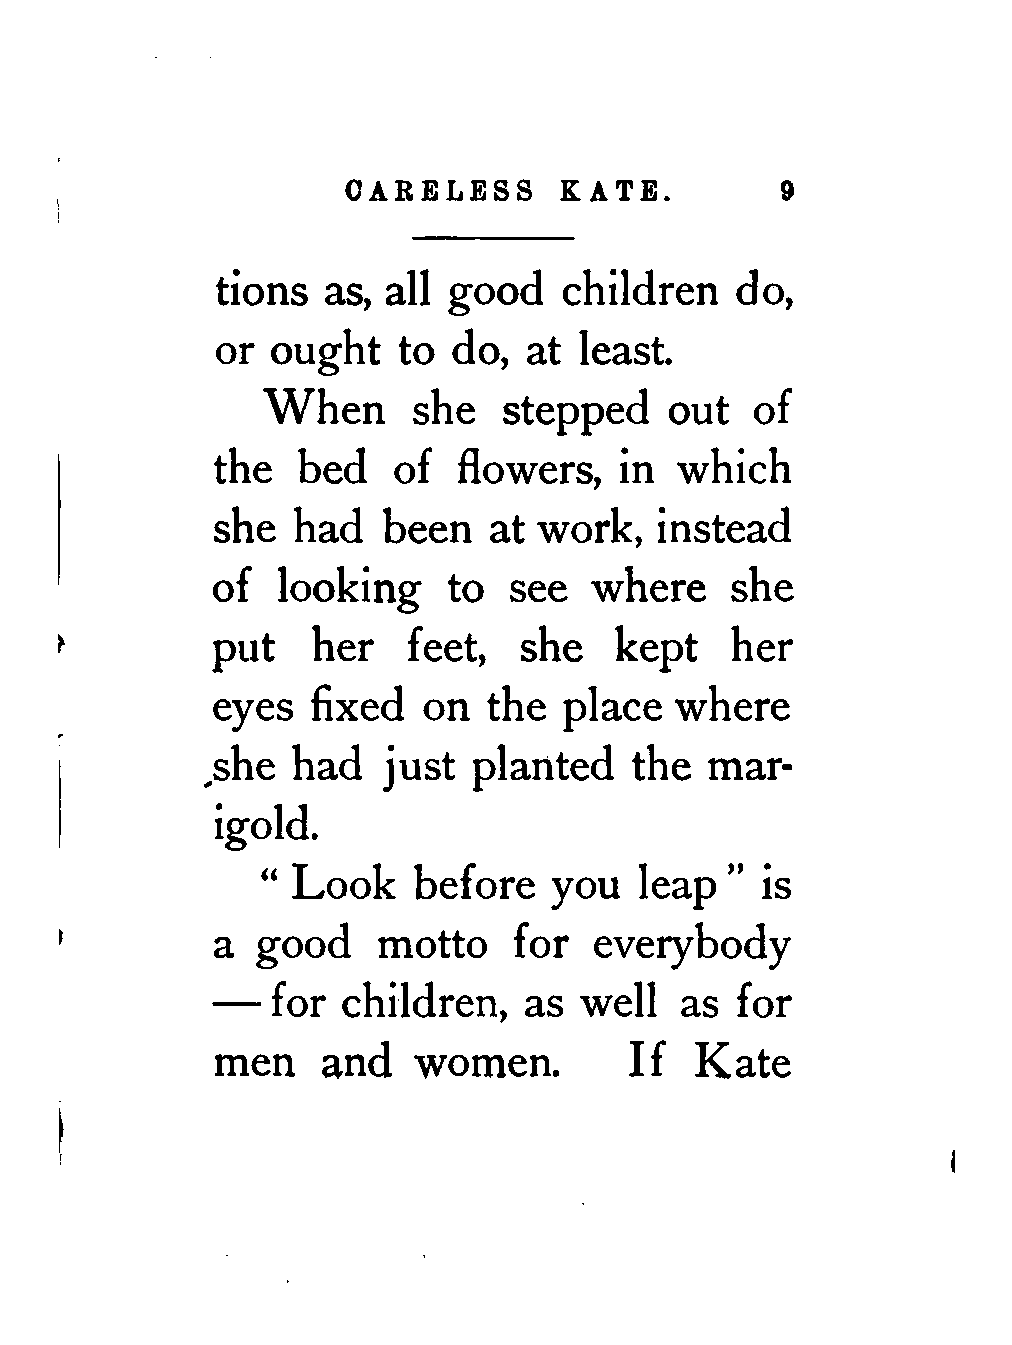 CARELESS KATE. 9
tions as, all good children do,
or ought to do, at least.
When she stepped out of
the bed of flowers, in which
she had been at work, instead
of looking to see where she
put her feet, she kept her
eyes fixed on the place where
she had just planted the mar-
igold.
“ Look before you leap ” is
a good motto for everybody
— for children, as well as for
men and women. If Kate